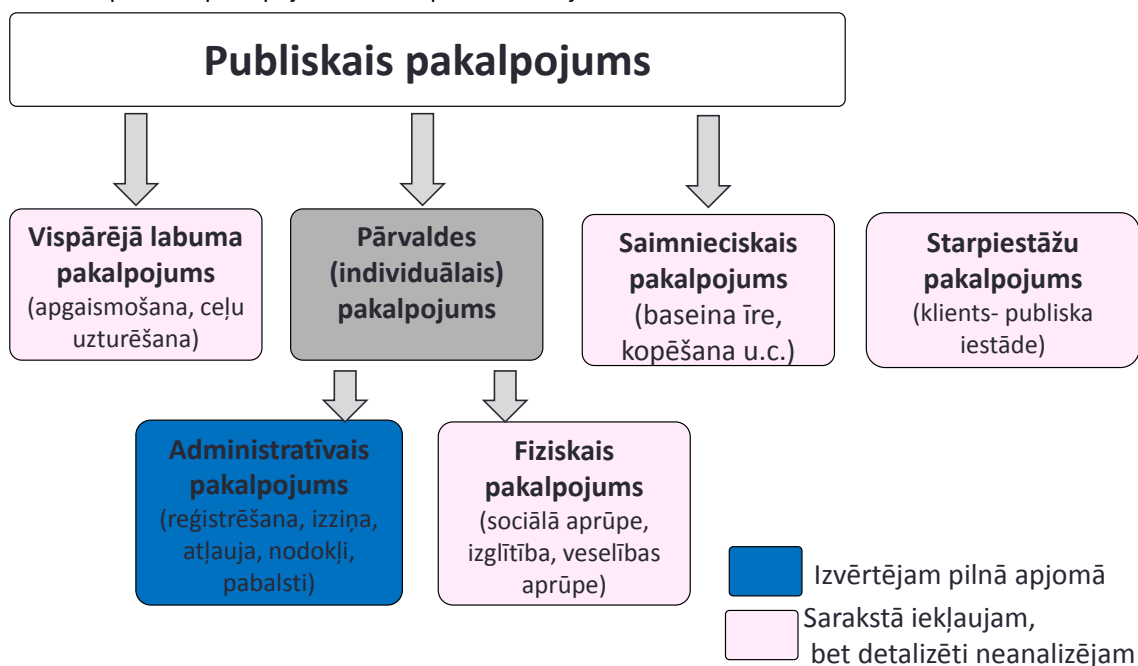 Publiskais pakalpojums
Vispārējā labuma
pakalpojums
(apgaismošana, ceļu
uzturēšana)
Pārvaldes
(individuālais)
pakalpojums
Saimnieciskais
pakalpojums
(baseina īre,
kopēšana u.c.)
Starpiestāžu
pakalpojums
(klients- publiska
iestāde)
Administratīvais
pakalpojums
(reģistrēšana, izziņa,
atļauja, nodokļi,
pabalsti)
Fiziskais
pakalpojums
(sociālā aprūpe,
izglītība, veselības
aprūpe)
Izvērtējam pilnā apjomā
Sarakstā iekļaujam,
bet detalizēti neanalizējam